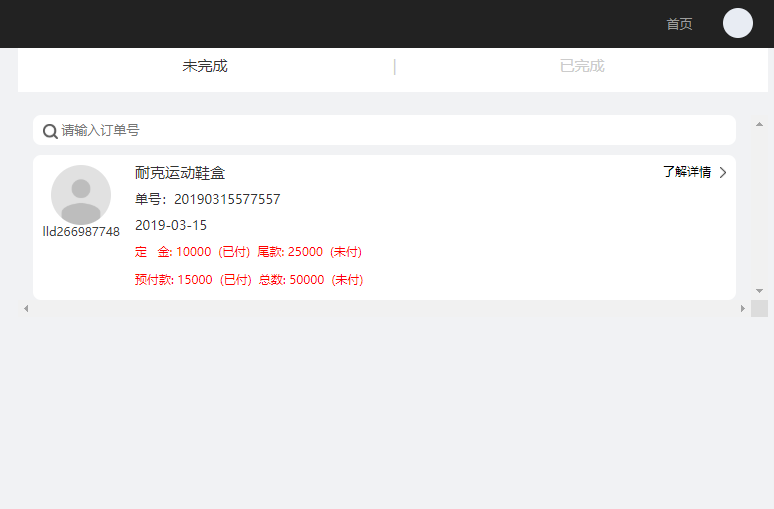 首页
未完成 | 已完成
请输入订单号
耐克运动鞋盒 了解详情
单号：20190315577557
2019-03-15
lld266987748
定 金: 10000（已付）尾款: 25000（未付）
预付款: 15000（已付）总数: 50000（未付）